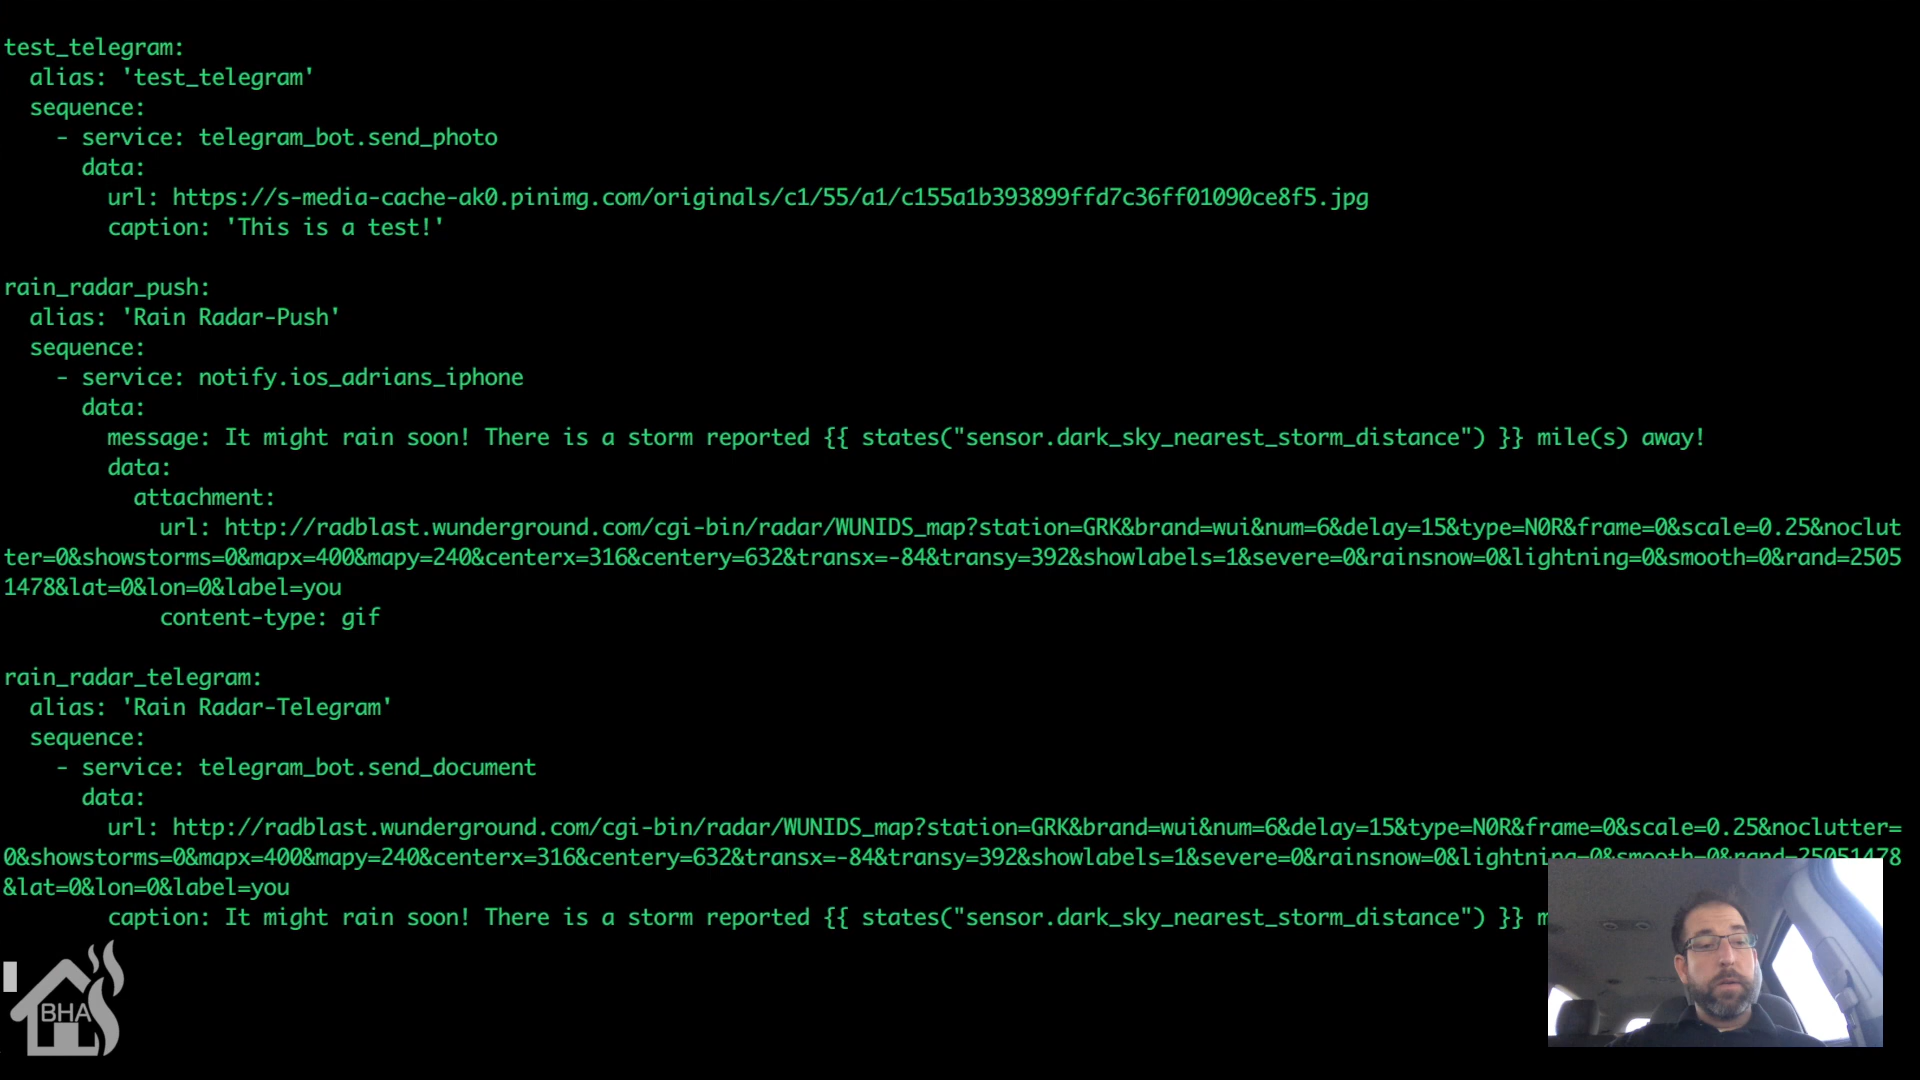 test_telegram:
  alias: 'test_telegram'
  sequence:
    - service: telegram_bot.send_photo
      data:
        url: https://s-media-cache-ak0.pinimg.com/originals/c1/55/a1/c155a1b393899ffd7c36ff01090ce8f5.jpg
        caption: 'This is a test!'

rain_radar_push:
  alias: 'Rain Radar-Push'
  sequence:
    - service: notify.ios_adrians_iphone
      data:
        message: It might rain soon! There is a storm reported {{ states("sensor.dark_sky_nearest_storm_distance") }} mile(s) away!
        data:
          attachment:
            url: http://radblast.wunderground.com/cgi-bin/radar/WUNIDS_map?station=GRK&brand=wui&num=6&delay=15&type=N0R&frame=0&scale=0.25&noclut
ter=0&showstorms=0&mapx=400&mapy=240&centerx=316&centery=632&transx=-84&transy=392&showlabels=1&severe=0&rainsnow=0&lightning=0&smooth=0&rand=2505
1478&lat=0&lon=0&label=you
            content-type: gif

rain_radar_telegram:
  alias: 'Rain Radar-Telegram'
  sequence:
    - service: telegram_bot.send_document
      data:
        url: http://radblast.wunderground.com/cgi-bin/radar/WUNIDS_map?station=GRK&brand=wui&num=6&delay=15&type=N0R&frame=0&scale=0.25&noclutter=
0&showstorms=0&mapx=400&mapy=240&centerx=316&centery=632&transx=-84&transy=392&showlabels=1&severe=0&rainsnow=0&lightning=0&smooth=0&rand=25051478
&lat=0&lon=0&label=you
        caption: It might rain soon! There is a storm reported {{ states("sensor.dark_sky_nearest_storm_distance") }}
BHA